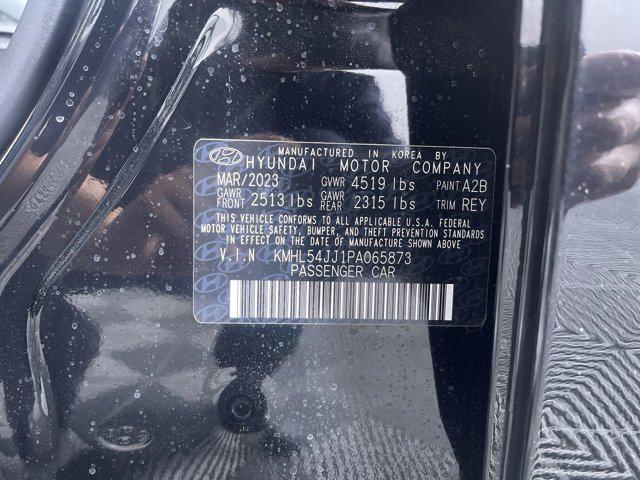 MANUFACTURED IN KOREA BY
HYUNDAI MOTOR COMPANY
MAR/2023 GVWR 4519 lbs PAINT A2B
GAWR FRONT 2513 lbs GAWR REAR 2315 lbs TRIM REY
THIS VEHICLE CONFORMS TO ALL APPLICABLE U.S.A. FEDERAL
MOTOR VEHICLE SAFETY, BUMPER, AND THEFT PREVENTION STANDARDS
IN EFFECT ON THE DATE OF MANUFACTURE SHOWN ABOVE.
V.I.N KMHL54JJ1PA065873
PASSENGER CAR